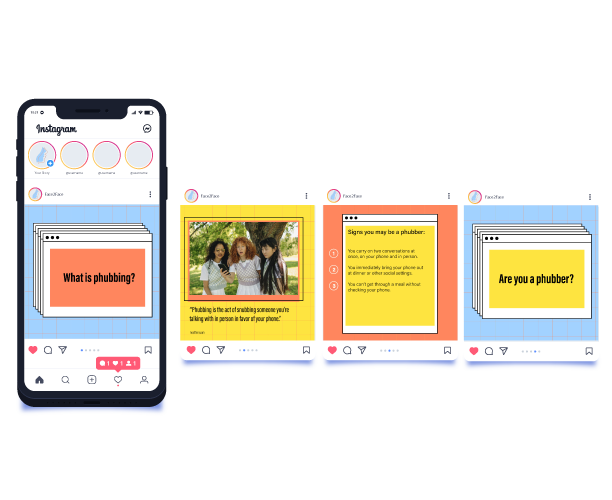 Instagram
Your Story
Face2Face
What is phubbing?
1 1 1
Face2Face
"Phubbing is the act of snubbing someone you're
talking with in person in favor of your phone."
Face2Face
Signs you may be a phubber:
1 You carry on two conversations at
once, on your phone and in person.
2 You immediately bring your phone out
at dinner or other social settings.
3 You can't get through a meal without
checking your phone.
Face2Face
Are you a phubber?